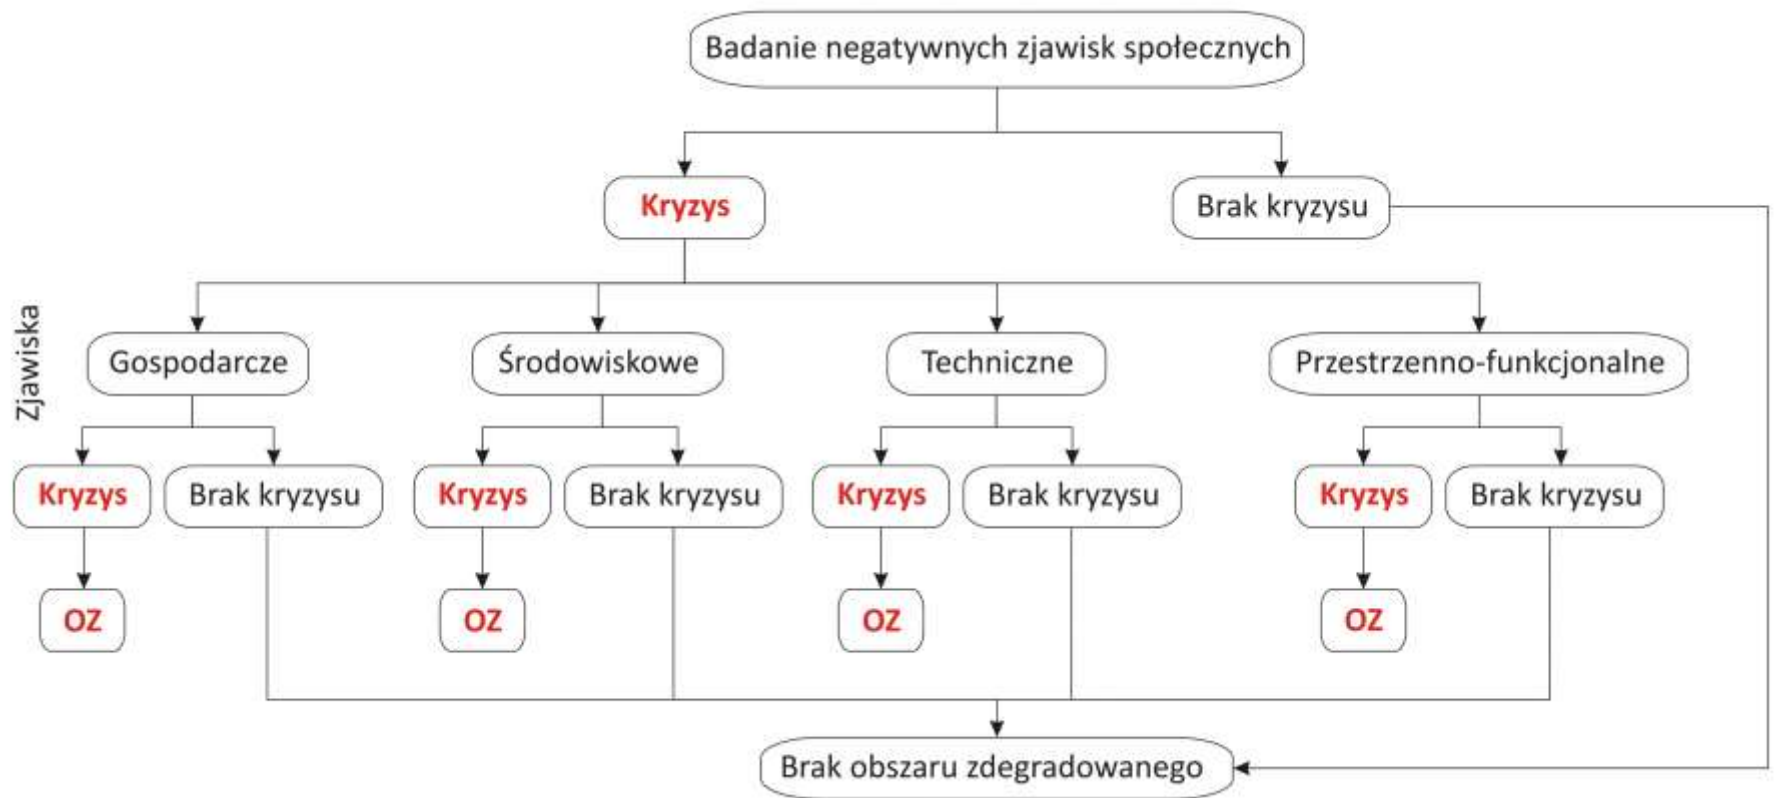 Badanie negatywnych zjawisk społecznych
Kryzys
Brak kryzysu
Zjawiska
Gospodarcze
Środowiskowe
Techniczne
Przestrzenno-funkcjonalne
Kryzys
Brak kryzysu
Kryzys
Brak kryzysu
Kryzys
Brak kryzysu
Kryzys
Brak kryzysu
OZ
OZ
OZ
OZ
Brak obszaru zdegradowanego